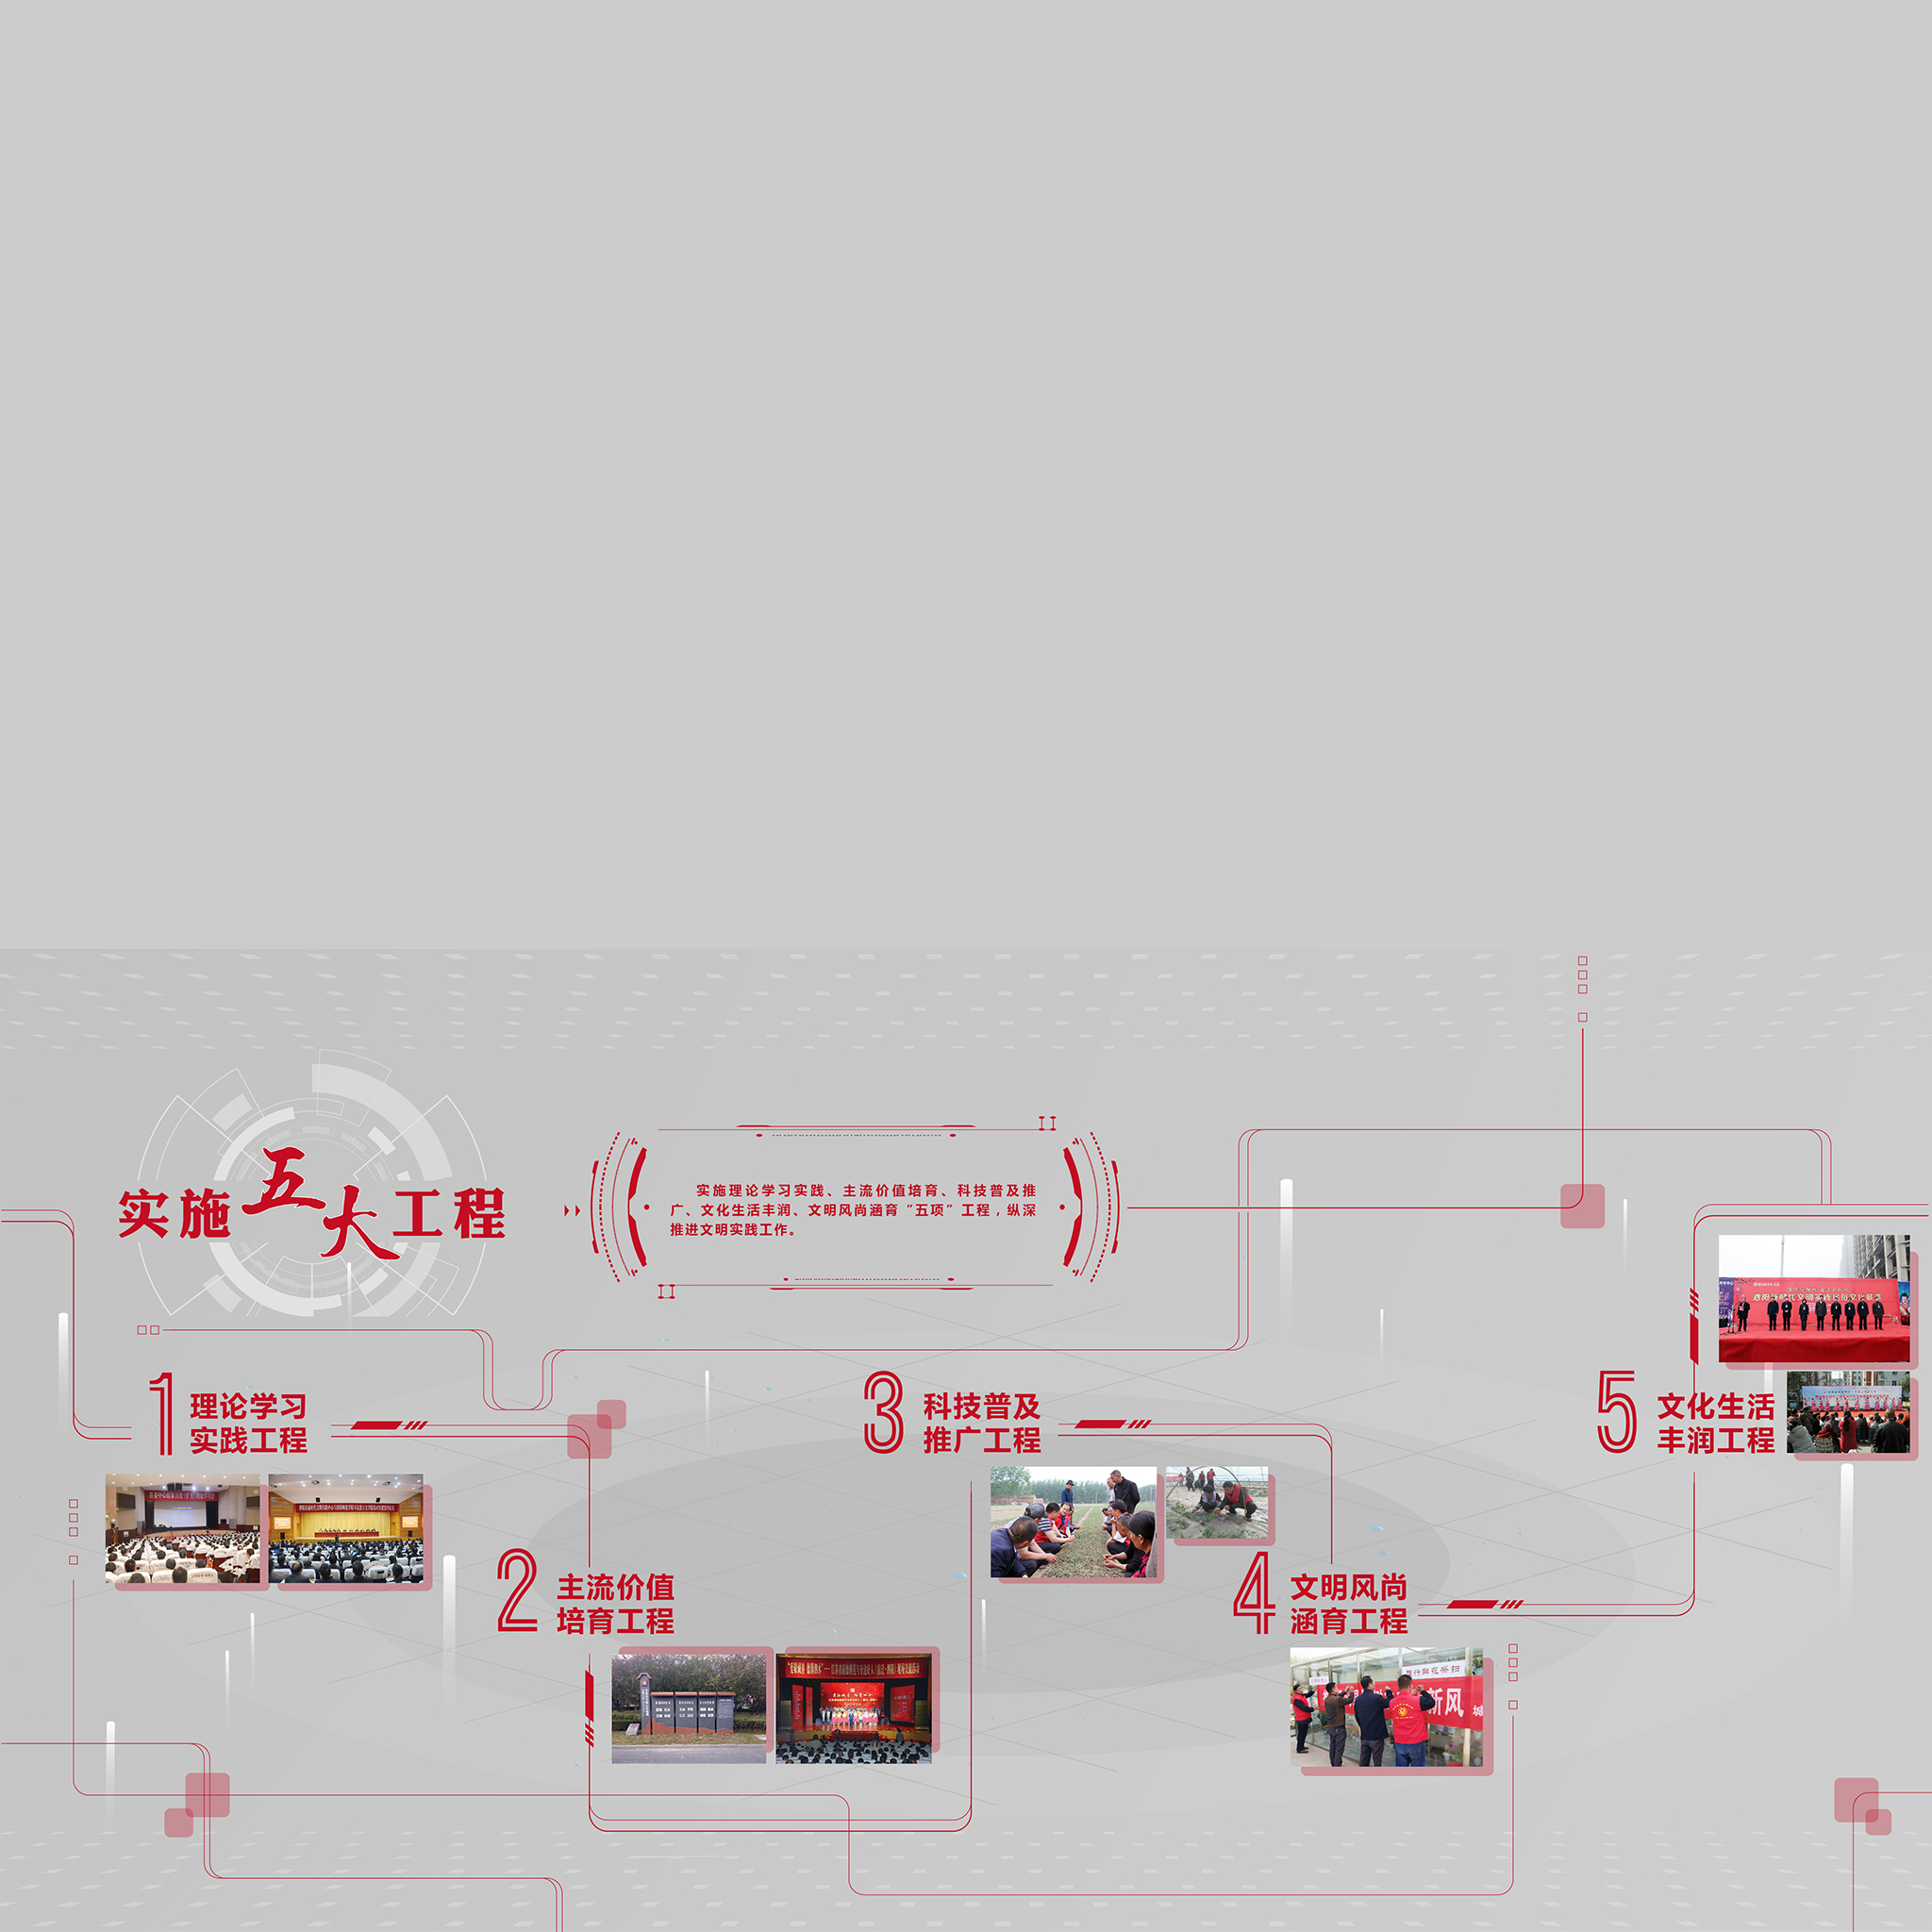 实施五大工程
实施理论学习实践、主流价值培育、科技普及推
广、文化生活丰润、文明风尚涵育“五项”工程，纵深
推进文明实践工作。
1
理论学习
实践工程
2
主流价值
培育工程
3
科技普及
推广工程
4
文明风尚
涵育工程
新风
城
5
文化生活
丰润工程